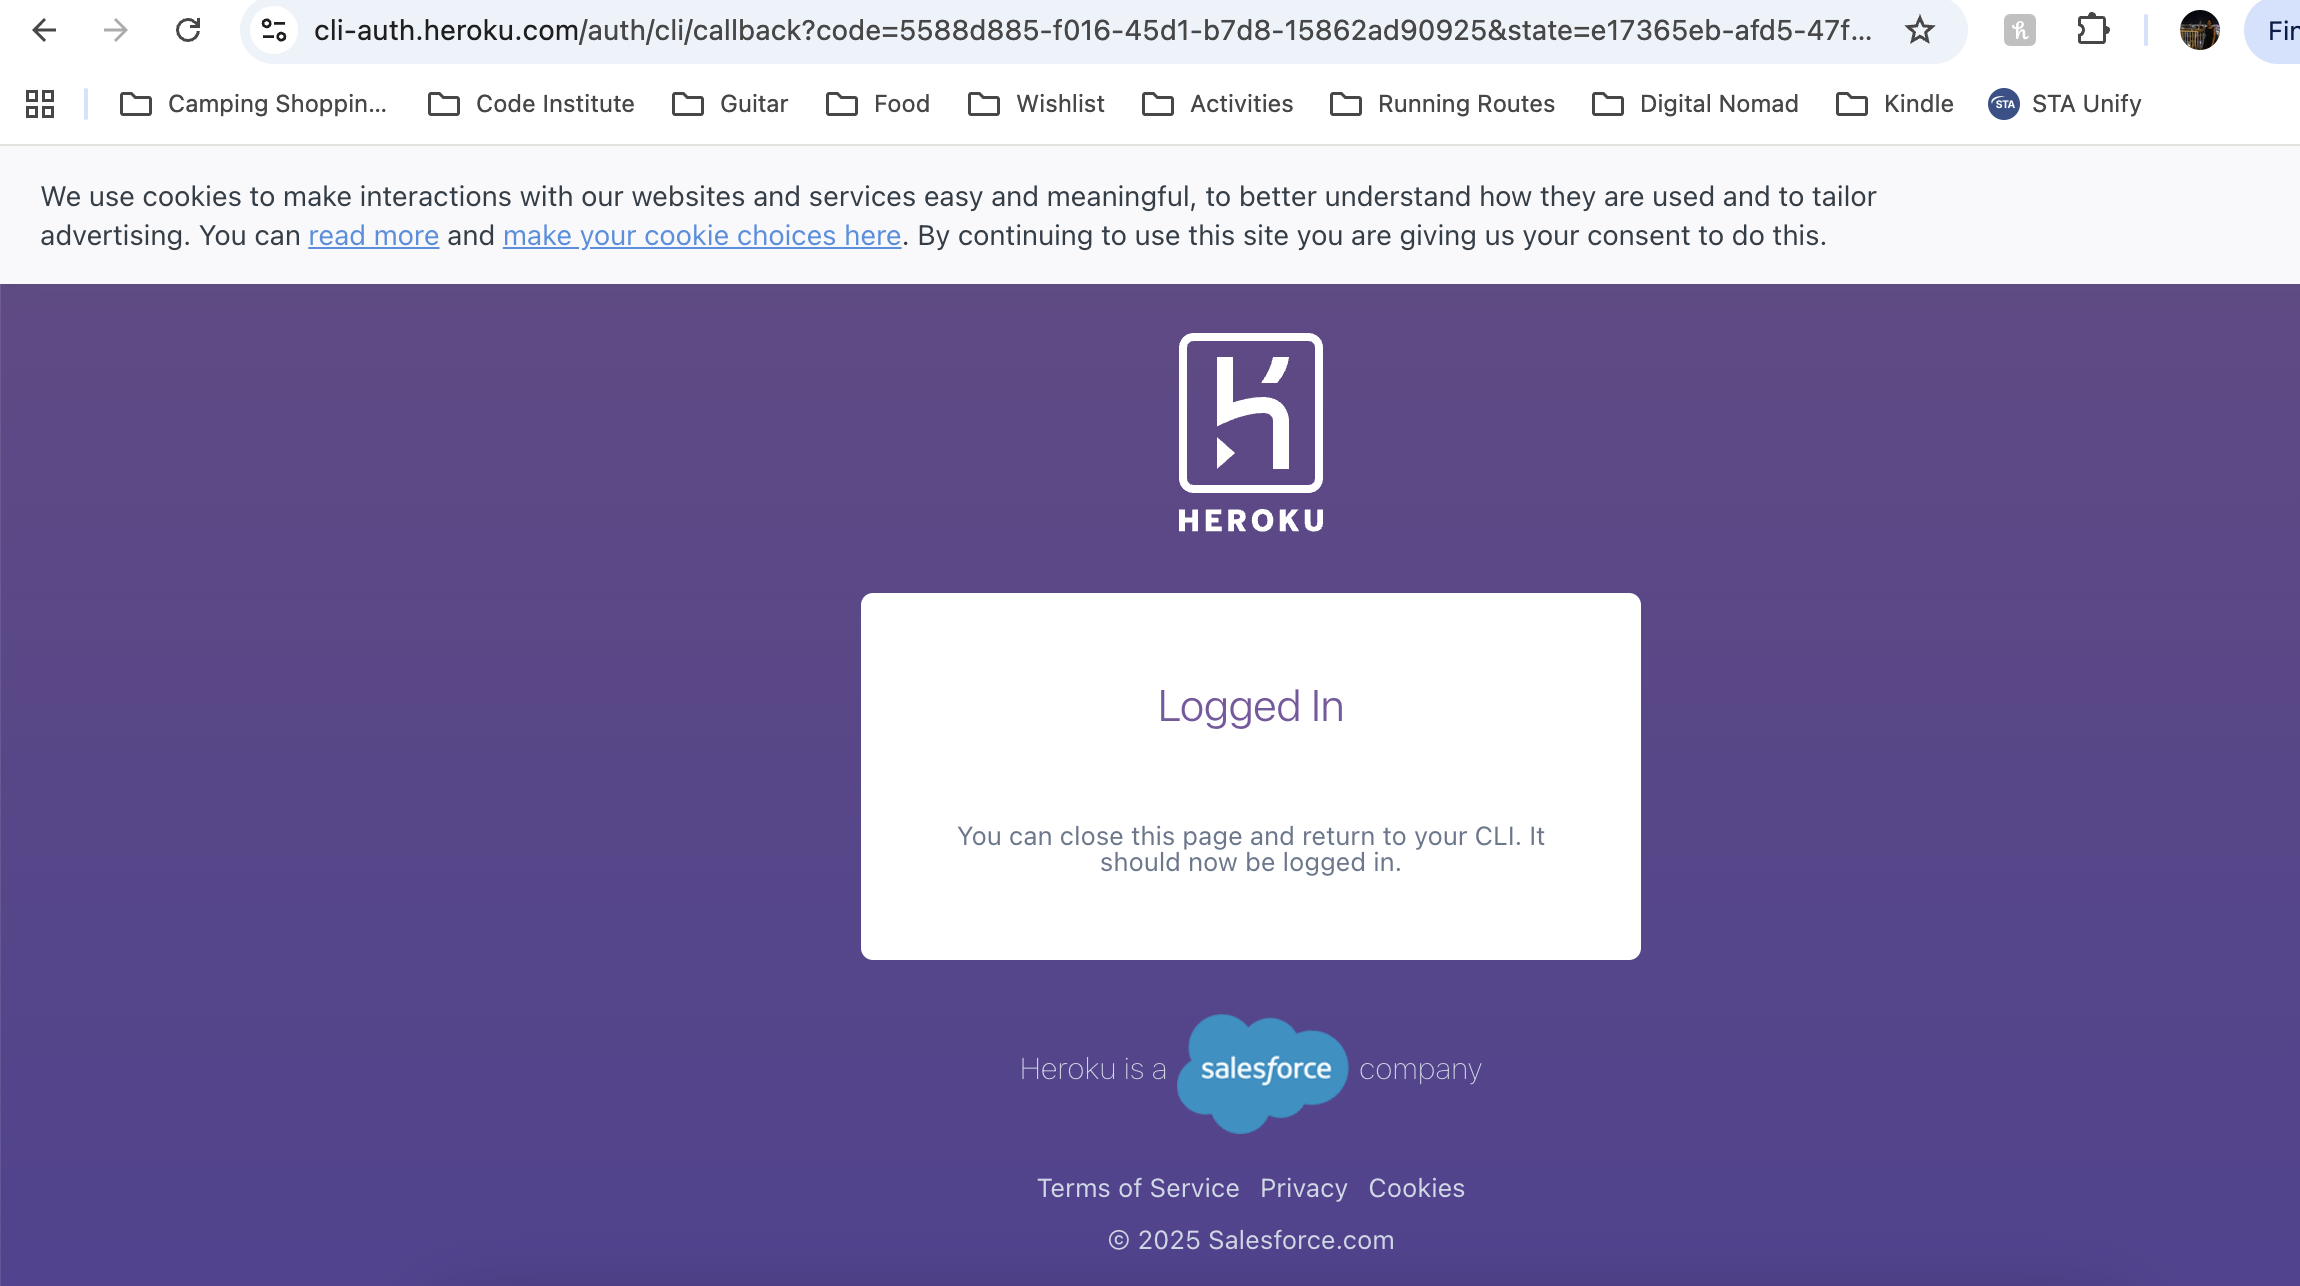 cli-auth.heroku.com/auth/cli/callback?code=5588d885-f016-45d1-b7d8-15862ad90925&state=e17365eb-afd5-47f...
Fin
Camping Shoppin...
Code Institute
Guitar
Food
Wishlist
Activities
Running Routes
Digital Nomad
Kindle
STA
STA Unify
We use cookies to make interactions with our websites and services easy and meaningful, to better understand how they are used and to tailor
advertising. You can read more and make your cookie choices here. By continuing to use this site you are giving us your consent to do this.
HEROKU
Logged In
You can close this page and return to your CLI. It
should now be logged in.
Heroku is a salesforce company
Terms of Service Privacy Cookies
© 2025 Salesforce.com